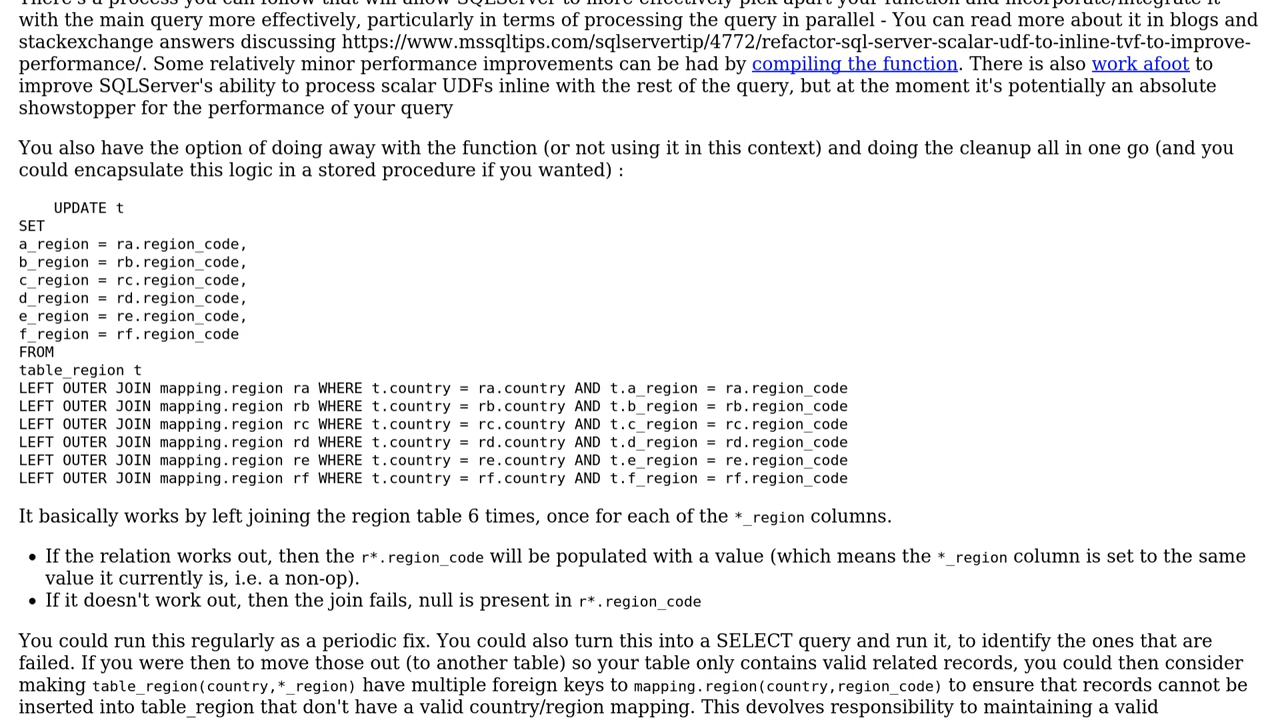 There's a process you can follow that will allow SQLServer to more effectively pick apart your function and incorporate/integrate it
with the main query more effectively, particularly in terms of processing the query in parallel - You can read more about it in blogs and
stackexchange answers discussing https://www.mssqltips.com/sqlservertip/4772/refactor-sql-server-scalar-udf-to-inline-tvf-to-improve-
performance/. Some relatively minor performance improvements can be had by compiling the function. There is also work afoot to
improve SQLServer's ability to process scalar UDFs inline with the rest of the query, but at the moment it's potentially an absolute
showstopper for the performance of your query
You also have the option of doing away with the function (or not using it in this context) and doing the cleanup all in one go (and you
could encapsulate this logic in a stored procedure if you wanted) :
UPDATE t
SET
a_region = ra.region_code,
b_region = rb.region_code,
c_region = rc.region_code,
d_region = rd.region_code,
e_region = re.region_code,
f_region = rf.region_code
FROM
table_region t
LEFT OUTER JOIN mapping.region ra WHERE t.country = ra.country AND t.a_region = ra.region_code
LEFT OUTER JOIN mapping.region rb WHERE t.country = rb.country AND t.b_region = rb.region_code
LEFT OUTER JOIN mapping.region rc WHERE t.country = rc.country AND t.c_region = rc.region_code
LEFT OUTER JOIN mapping.region rd WHERE t.country = rd.country AND t.d_region = rd.region_code
LEFT OUTER JOIN mapping.region re WHERE t.country = re.country AND t.e_region = re.region_code
LEFT OUTER JOIN mapping.region rf WHERE t.country = rf.country AND t.f_region = rf.region_code
It basically works by left joining the region table 6 times, once for each of the *_region columns.
• If the relation works out, then the r*.region_code will be populated with a value (which means the *_region column is set to the same
value it currently is, i.e. a non-op).
• If it doesn't work out, then the join fails, null is present in r*.region_code
You could run this regularly as a periodic fix. You could also turn this into a SELECT query and run it, to identify the ones that are
failed. If you were then to move those out (to another table) so your table only contains valid related records, you could then consider
making table_region(country,*_region) have multiple foreign keys to mapping.region(country,region_code) to ensure that records cannot be
inserted into table_region that don't have a valid country/region mapping. This devolves responsibility to maintaining a valid